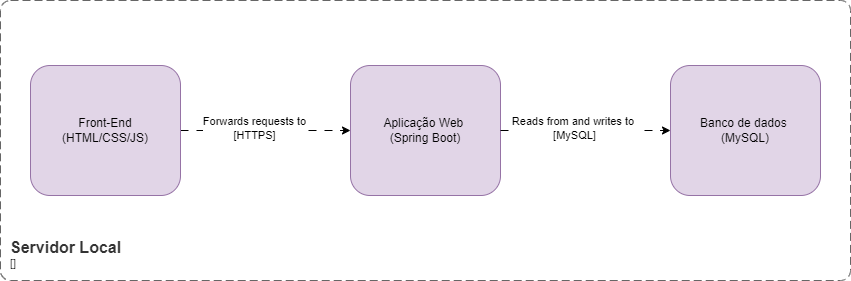 Front-End
(HTML/CSS/JS)
Forwards requests to
[HTTPS]
Aplicação Web
(Spring Boot)
Reads from and writes to
[MySQL]
Banco de dados
(MySQL)
Servidor Local
[]